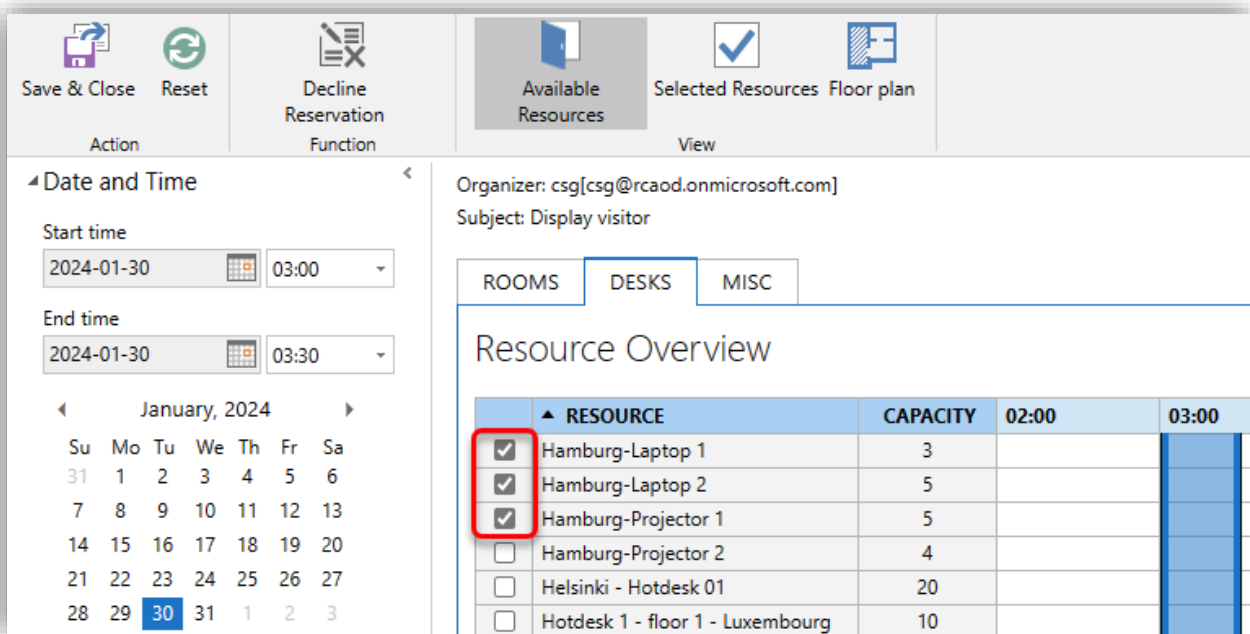 Save & Close
Reset
Decline
Reservation
Available
Resources
Selected Resources
Floor plan
Action
Function
View
Date and Time
Start time
2024-01-30
03:00
End time
2024-01-30
03:30
January, 2024
Su Mo Tu We Th Fr Sa
31 1 2 3 4 5 6
7 8 9 10 11 12 13
14 15 16 17 18 19 20
21 22 23 24 25 26 27
28 29 30 31 1 2 3
Organizer: csg[csg@rcaod.onmicrosoft.com]
Subject: Display visitor
ROOMS DESKS MISC
Resource Overview
RESOURCE CAPACITY 02:00 03:00
Hamburg-Laptop 1 3
Hamburg-Laptop 2 5
Hamburg-Projector 1 5
Hamburg-Projector 2 4
Helsinki - Hotdesk 01 20
Hotdesk 1 - floor 1 - Luxembourg 10